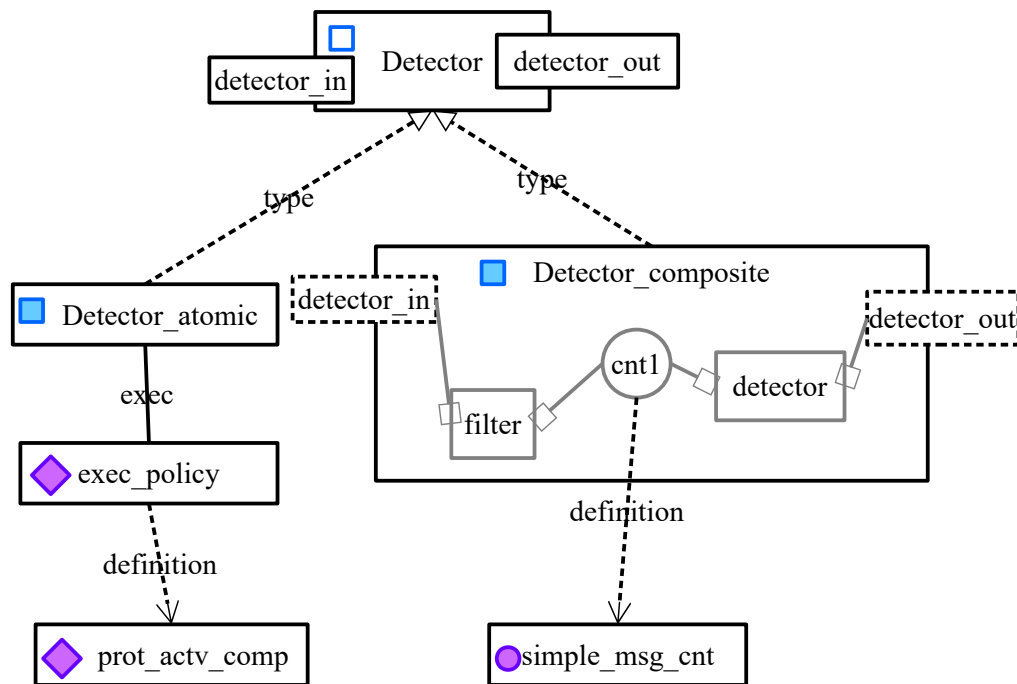 Detector
detector_in
detector_out
type
type
Detector_composite
detector_in
detector_out
Detector_atomic
cnt1
detector
filter
exec
exec_policy
definition
definition
prot_actv_comp
simple_msg_cnt